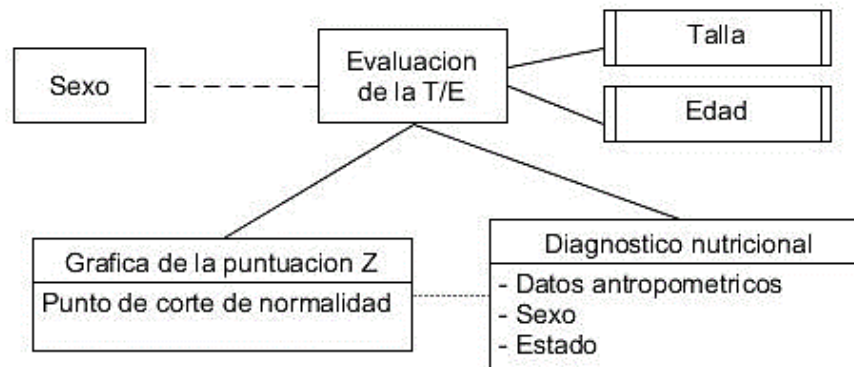 Sexo
Evaluacion
de la T/E
Talla
Edad
Grafica de la puntuacion Z
Punto de corte de normalidad
Diagnostico nutricional
- Datos antropometricos
- Sexo
- Estado